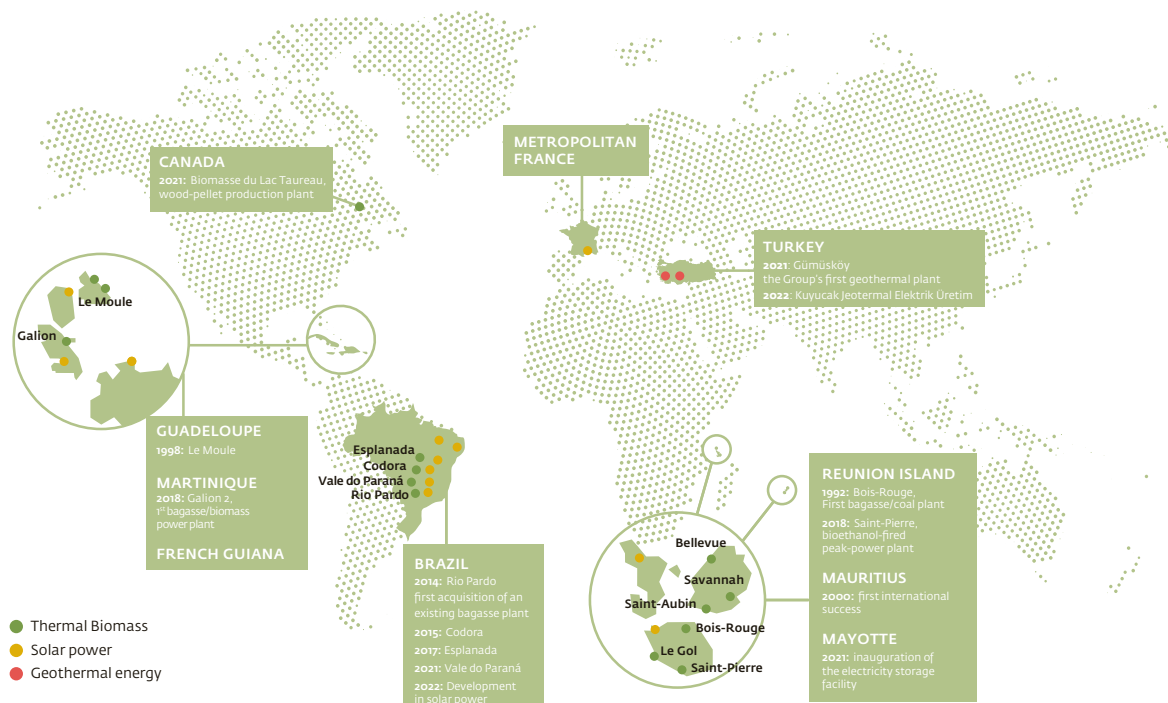 METROPOLITAN
FRANCE
CANADA
2021: Biomasse du Lac Taureau,
wood-pellet production plant
TURKEY
2021: Gümüsköy
the Group's first geothermal plant
2022: Kuyucak Jeotermal Elektrik Üretim
Le Moule
Galion
GUADELOUPE
1998: Le Moule
MARTINIQUE
2018: Galion 2,
1st bagasse/biomass
power plant
FRENCH GUIANA
Esplanada
Codora
Vale do Paraná
Rio Pardo
BRAZIL
2014: Rio Pardo
first acquisition of an
existing bagasse plant
2015: Codora
2017: Esplanada
2021: Vale do Paraná
2022: Development
in solar power
Bellevue
Savannah
Saint-Aubin
Bois-Rouge
Le Gol
Saint-Pierre
REUNION ISLAND
1992: Bois-Rouge,
First bagasse/coal plant
2018: Saint-Pierre,
bioethanol-fired
peak-power plant
MAURITIUS
2000: first international
success
MAYOTTE
2021: inauguration of
the electricity storage
facility
Thermal Biomass
Solar power
Geothermal energy